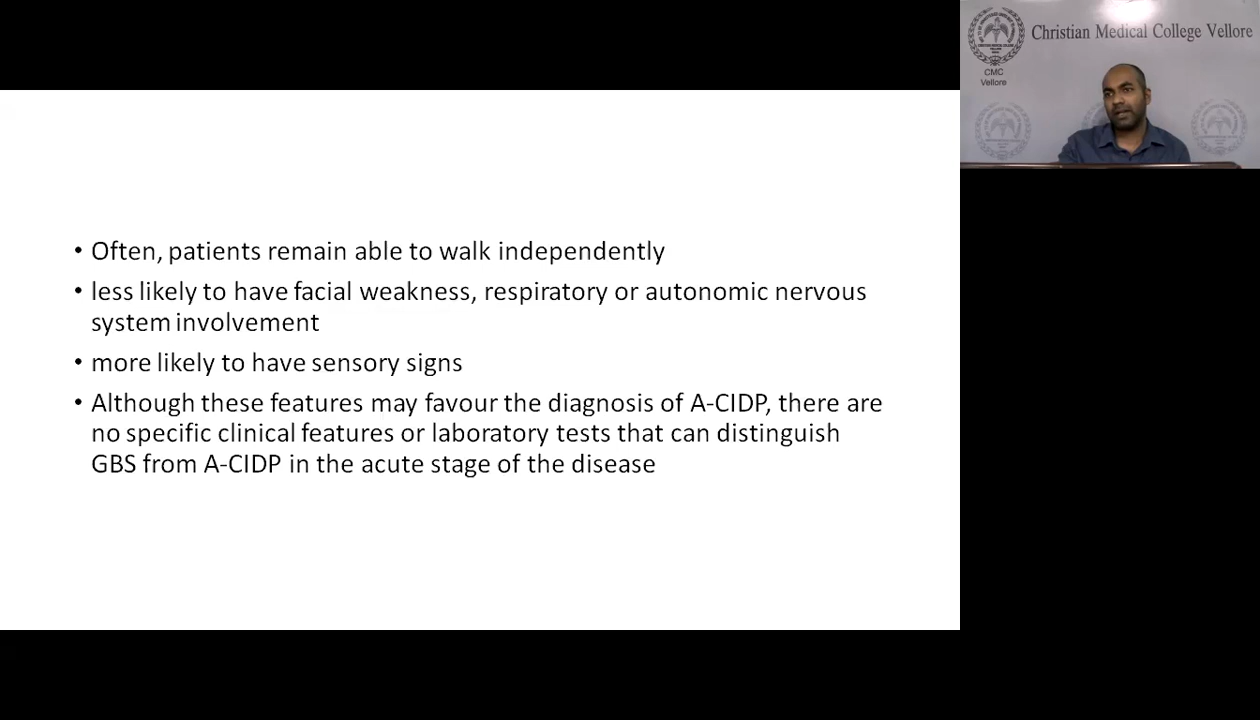 Christian Medical College Vellore
CMC
Vellore
• Often, patients remain able to walk independently
• less likely to have facial weakness, respiratory or autonomic nervous
system involvement
• more likely to have sensory signs
• Although these features may favour the diagnosis of A-CIDP, there are
no specific clinical features or laboratory tests that can distinguish
GBS from A-CIDP in the acute stage of the disease